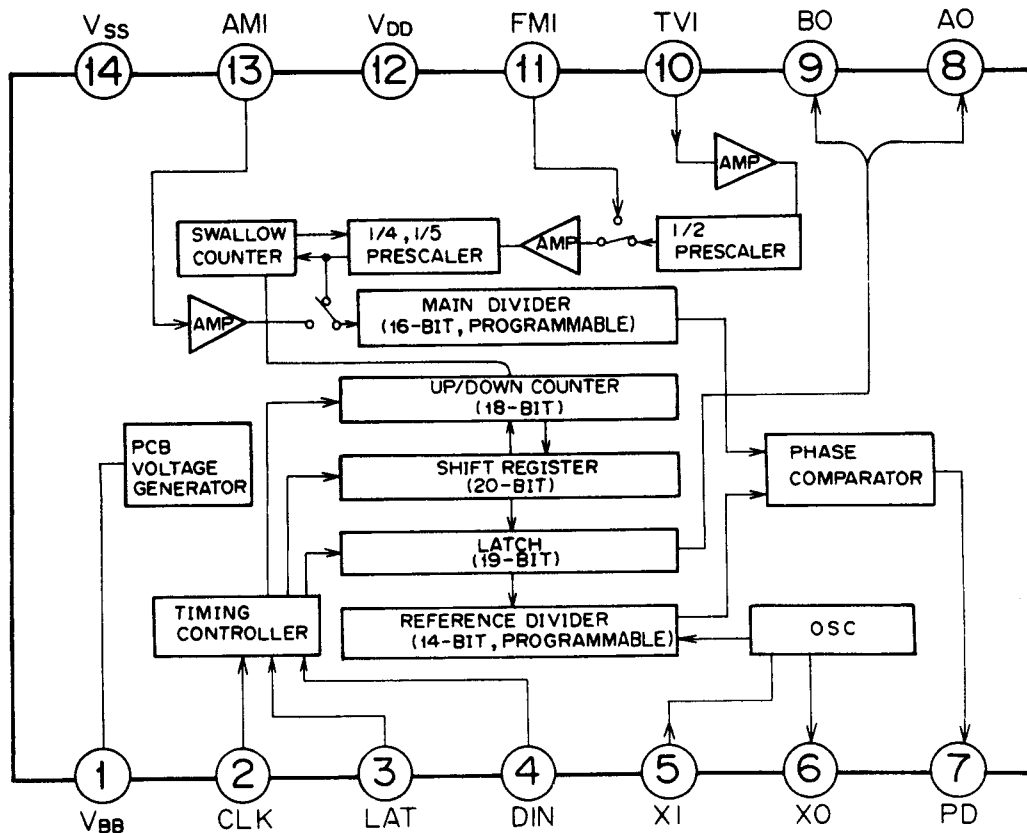 VSS AMI VDD FMI TVI BO AO
14 13 12 11 10 9 8
AMP
SWALLOW
COUNTER
1/4, 1/5
PRESCALER
AMP
1/2
PRESCALER
AMP
MAIN DIVIDER
(16-BIT, PROGRAMMABLE)
UP/DOWN COUNTER
(18-BIT)
PCB
VOLTAGE
GENERATOR
SHIFT REGISTER
(20-BIT)
PHASE
COMPARATOR
LATCH
(19-BIT)
TIMING
CONTROLLER
REFERENCE DIVIDER
(14-BIT, PROGRAMMABLE)
OSC
1 2 3 4 5 6 7
VBB CLK LAT DIN XI XO PD